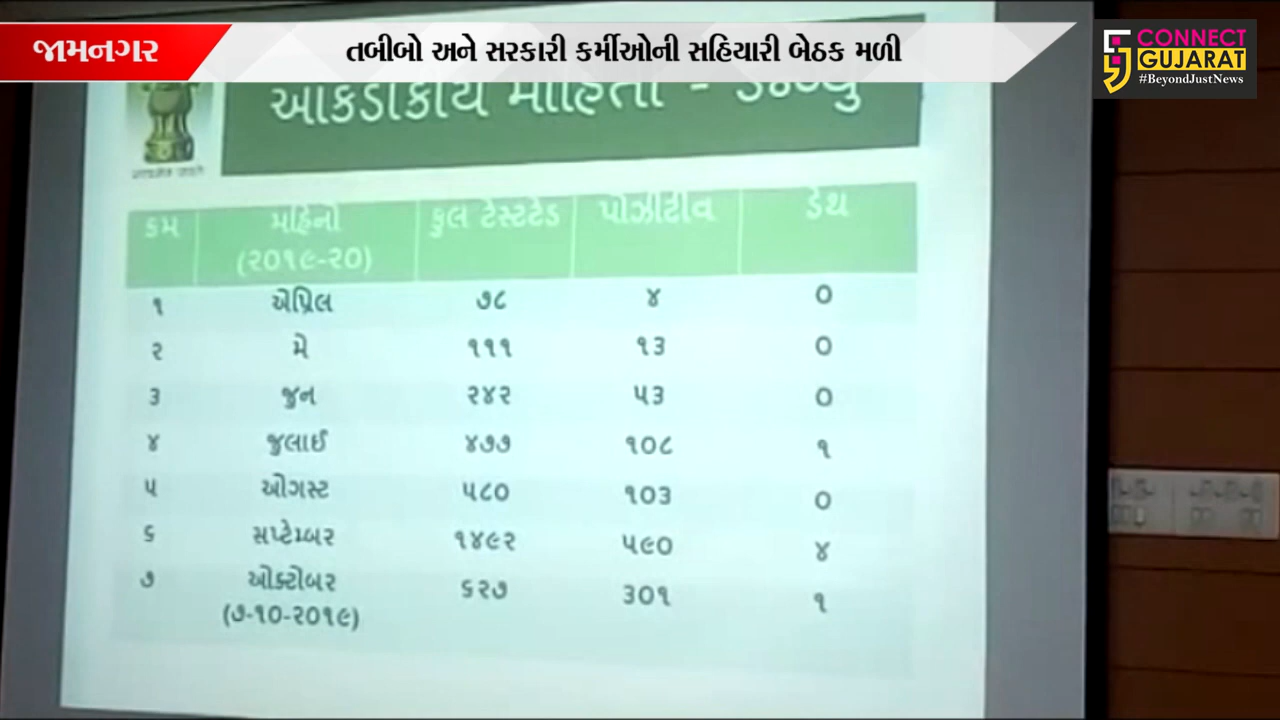 જામનગર
તબીબો અને સરકારી કર્મીઓની સહિયારી બેઠક મળી
CONNECT
GUJARAT
#BeyondJustNews
આંકડાકીય માહિતી - ડેન્ગ્યુ
ક્રમ મહિનો (૨૦૧૯-૨૦) કુલ ટેસ્ટટેડ પોઝીટીવ ડેથ
૧ એપ્રિલ ૭૮ ૪ ૦
૨ મે ૧૧૧ ૧૩ ૦
૩ જુન ૨૪૨ ૫૩ ૦
૪ જુલાઈ ૪૭૭ ૧૦૮ ૧
૫ ઓગસ્ટ ૫૮૦ ૧૦૩ ૦
૬ સપ્ટેમ્બર ૧૪૯૨ ૫૯૦ ૪
૭ ઓક્ટોબર ૬૨૭ ૩૦૧ ૧
(૭-૧૦-૨૦૧૯)